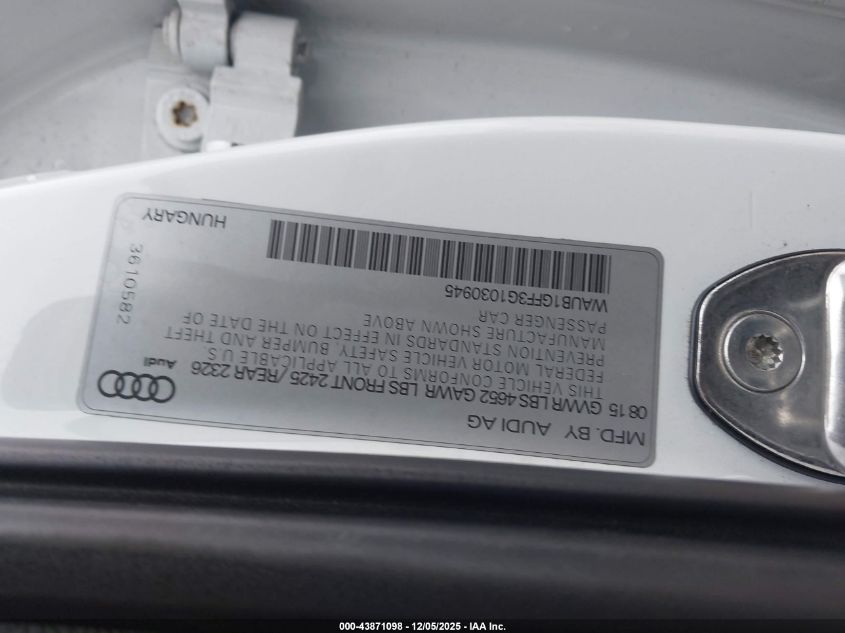 MFD. BY AUDI AG
0815 GVWR LBS 4652 GAWR LBS FRONT 2425/REAR 2326
THIS VEHICLE CONFORMS TO ALL APPLICABLE U.S.
FEDERAL MOTOR VEHICLE SAFETY, BUMPER AND THEFT
PREVENTION STANDARDS IN EFFECT ON THE DATE OF
MANUFACTURE SHOWN ABOVE
PASSENGER CAR
WAUB1GFF3G1030945
Audi
3610582
HUNGARY
000-43871098 - 12/05/2025 - IAA Inc.